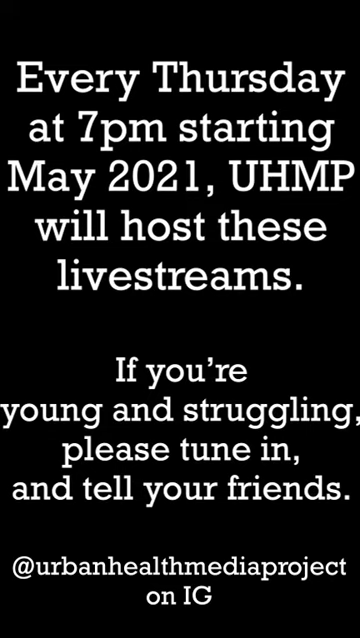 Every Thursday
at 7pm starting
May 2021, UHMP
will host these
livestreams.
If you’re
young and struggling,
please tune in,
and tell your friends.
@urbanhealthmediaproject
on IG